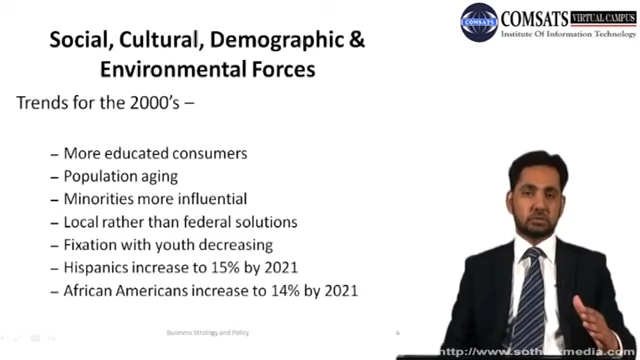 COMSATS VIRTUAL CAMPUS
Institute Of Information Technology
Social, Cultural, Demographic &
Environmental Forces
Trends for the 2000's –
– More educated consumers
– Population aging
– Minorities more influential
– Local rather than federal solutions
– Fixation with youth decreasing
– Hispanics increase to 15% by 2021
– African Americans increase to 14% by 2021
Business Strategy and Policy
6